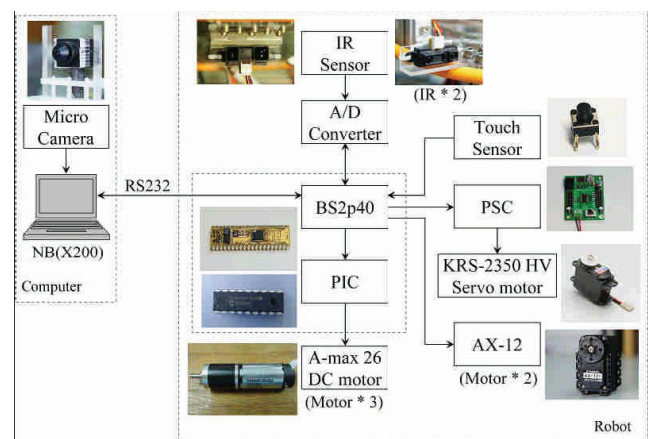 IR
Sensor
(IR * 2)
Micro
Camera
A/D
Converter
Touch
Sensor
RS232
BS2p40
PSC
NB(X200)
Computer
PIC
KRS-2350 HV
Servo motor
A-max 26
DC motor
(Motor * 3)
AX-12
(Motor * 2)
Robot